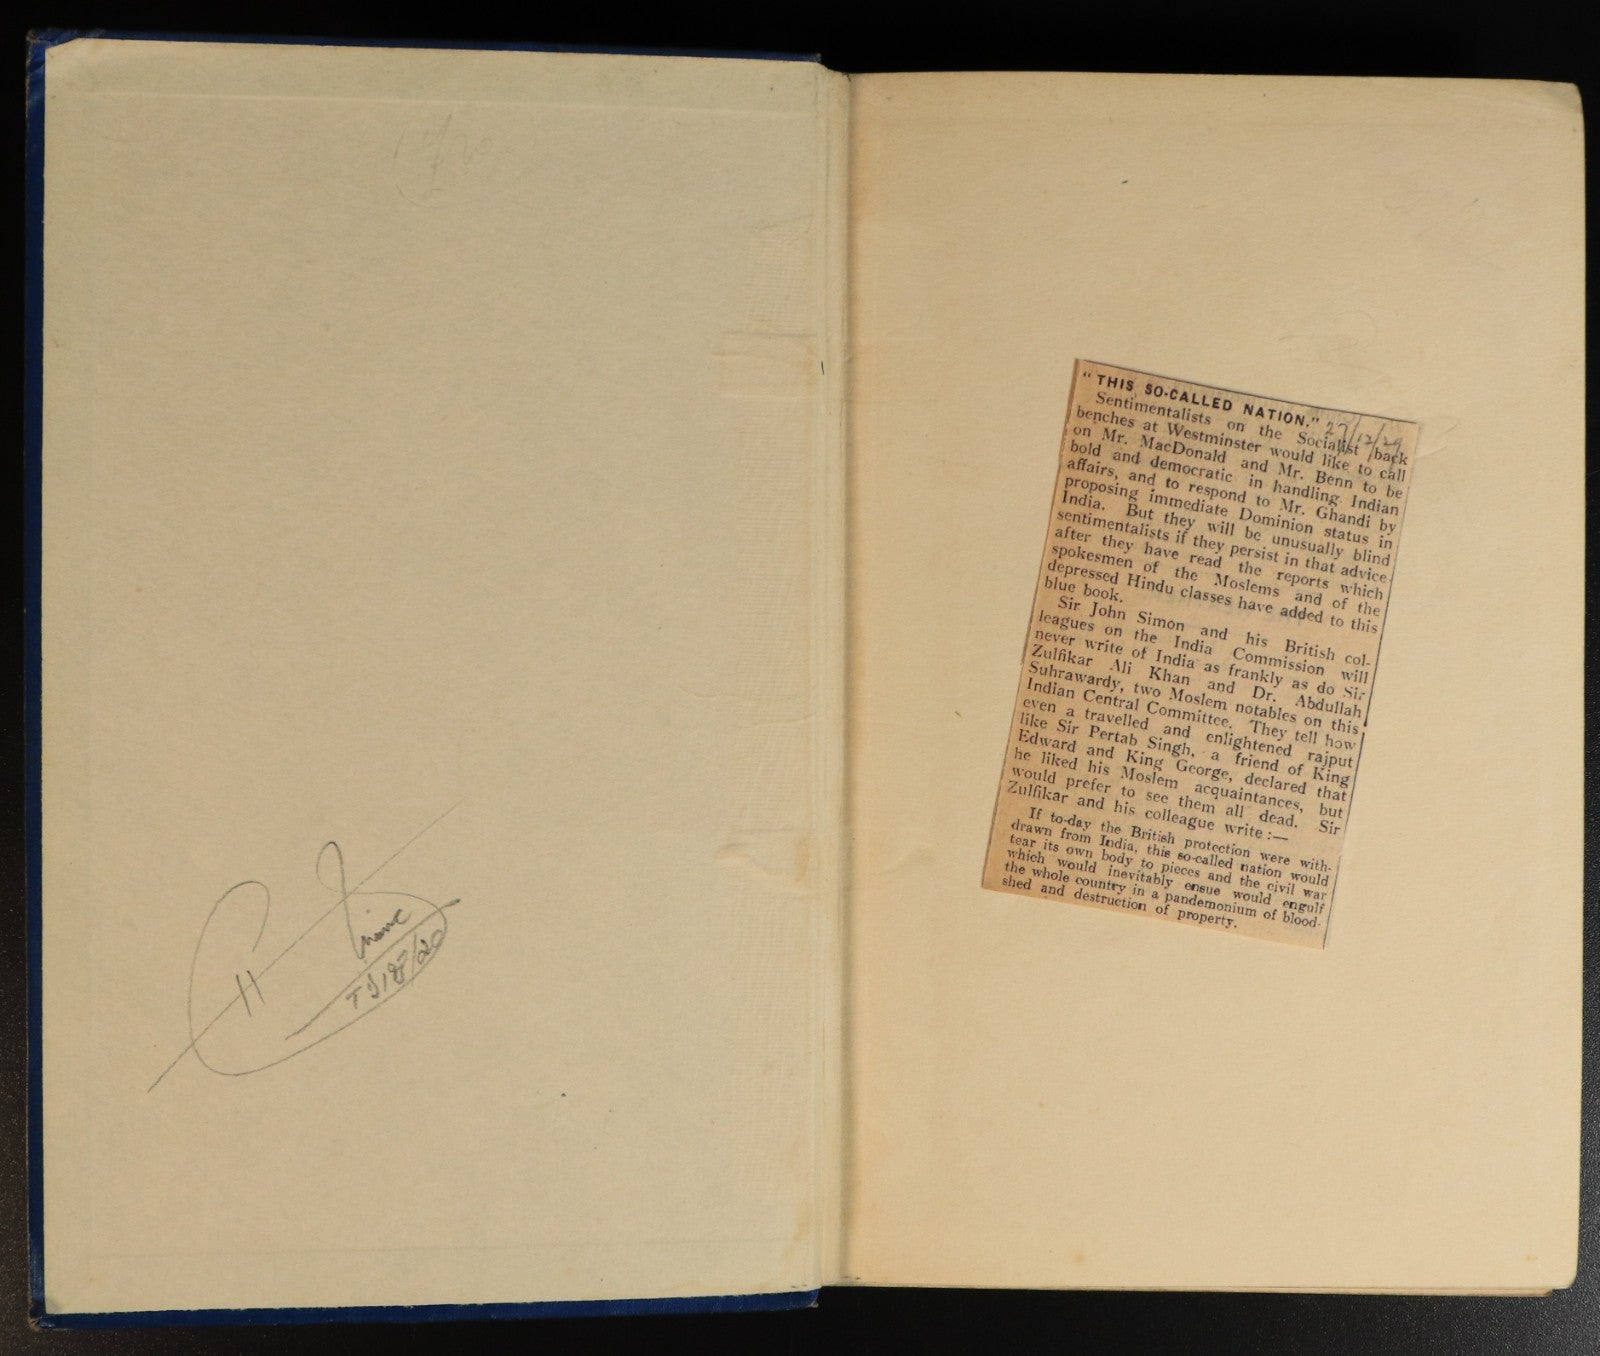 "THIS SO-CALLED NATION." 27/12/29
Sentimentalists on the Socialist back
benches at Westminster would like to call
on Mr. MacDonald and Mr. Benn to be
bold and democratic in handling Indian
affairs, and to respond to Mr. Ghandi by
proposing immediate Dominion status in
India. But they will be unusually blind
sentimentalists if they persist in that advice
after they have read the reports which
spokesmen of the Moslems and of the
depressed Hindu classes have added to this
blue book.
Sir John Simon and his British col-
leagues on the India Commission will
never write of India as frankly as do Sir
Zulfikar Ali Khan and Dr. Abdullah
Suhrawardy, two Moslem notables on this
Indian Central Committee. They tell how
even a travelled and enlightened rajput
like Sir Pertab Singh, a friend of King
Edward and King George, declared that
he liked his Moslem acquaintances, but
would prefer to see them all dead. Sir
Zulfikar and his colleague write :—
If to-day the British protection were with-
drawn from India, this so-called nation would
tear its own body to pieces and the civil war
which would inevitably ensue would engulf
the whole country in a pandemonium of blood-
shed and destruction of property.